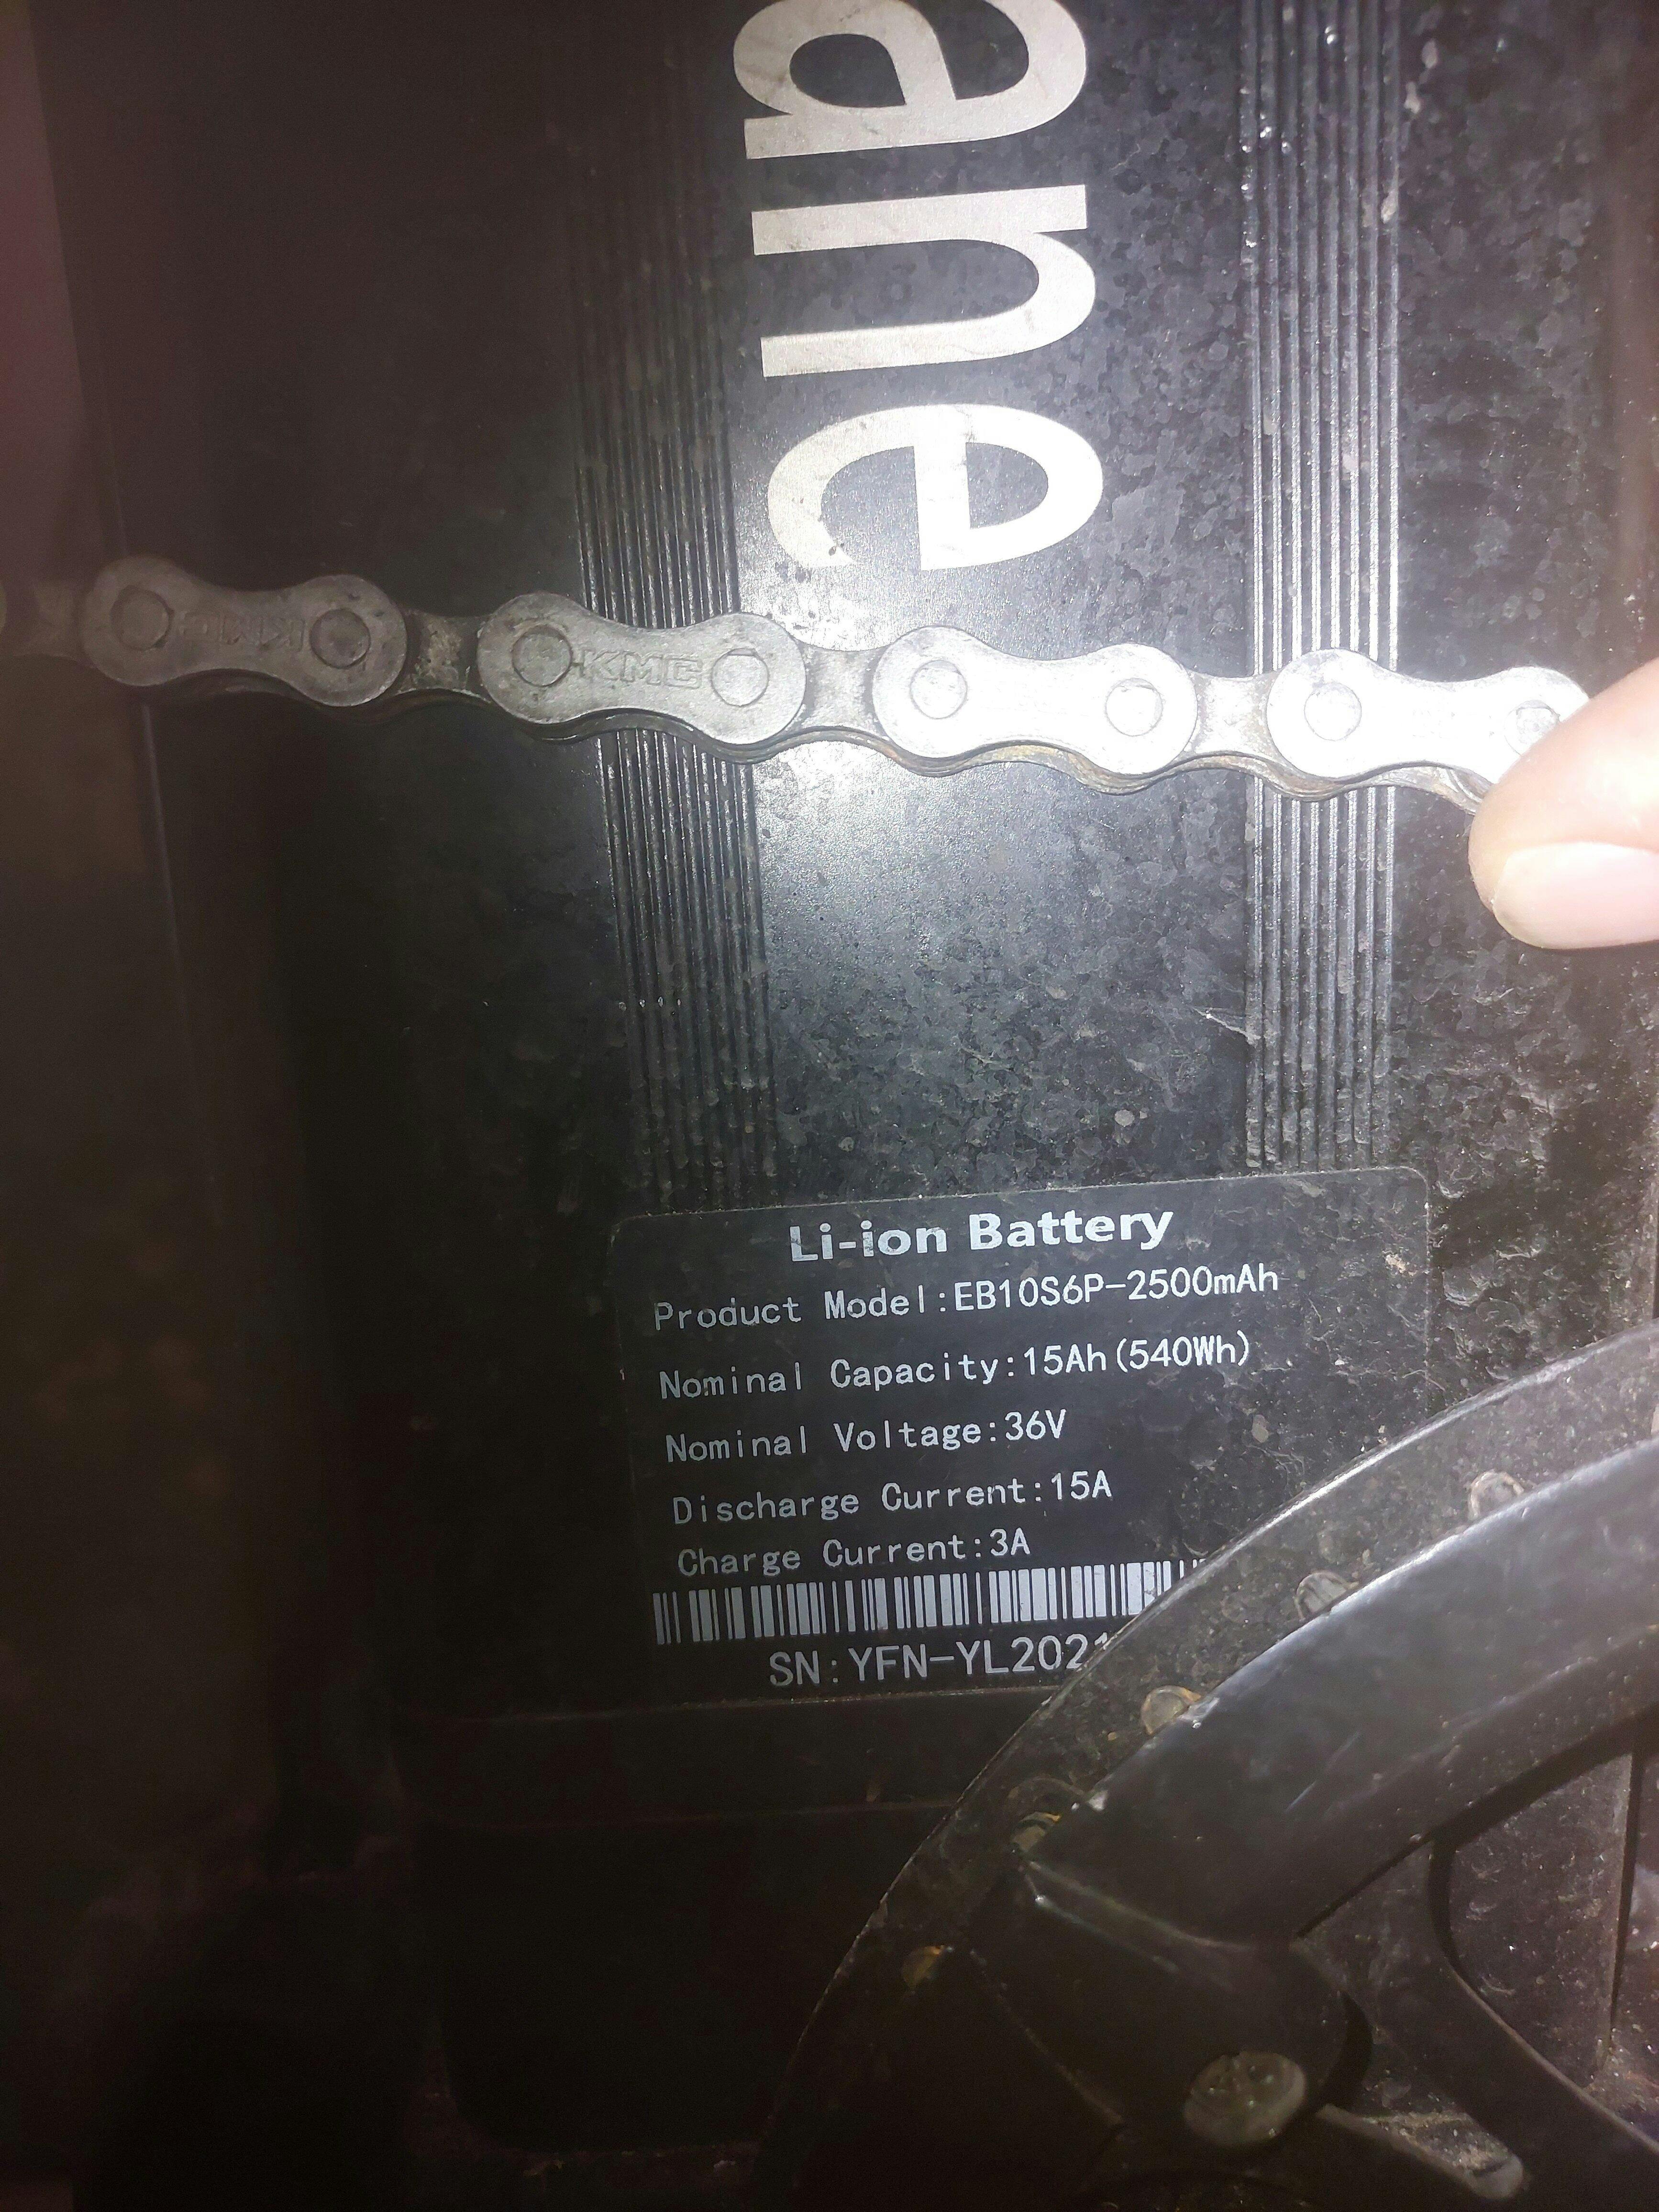 ane
KMC
KMC
Li-ion Battery
Product Model:EB10S6P-2500mAh
Nominal Capacity:15Ah(540Wh)
Nominal Voltage:36V
Discharge Current:15A
Charge Current:3A
SN:YFN-YL2021